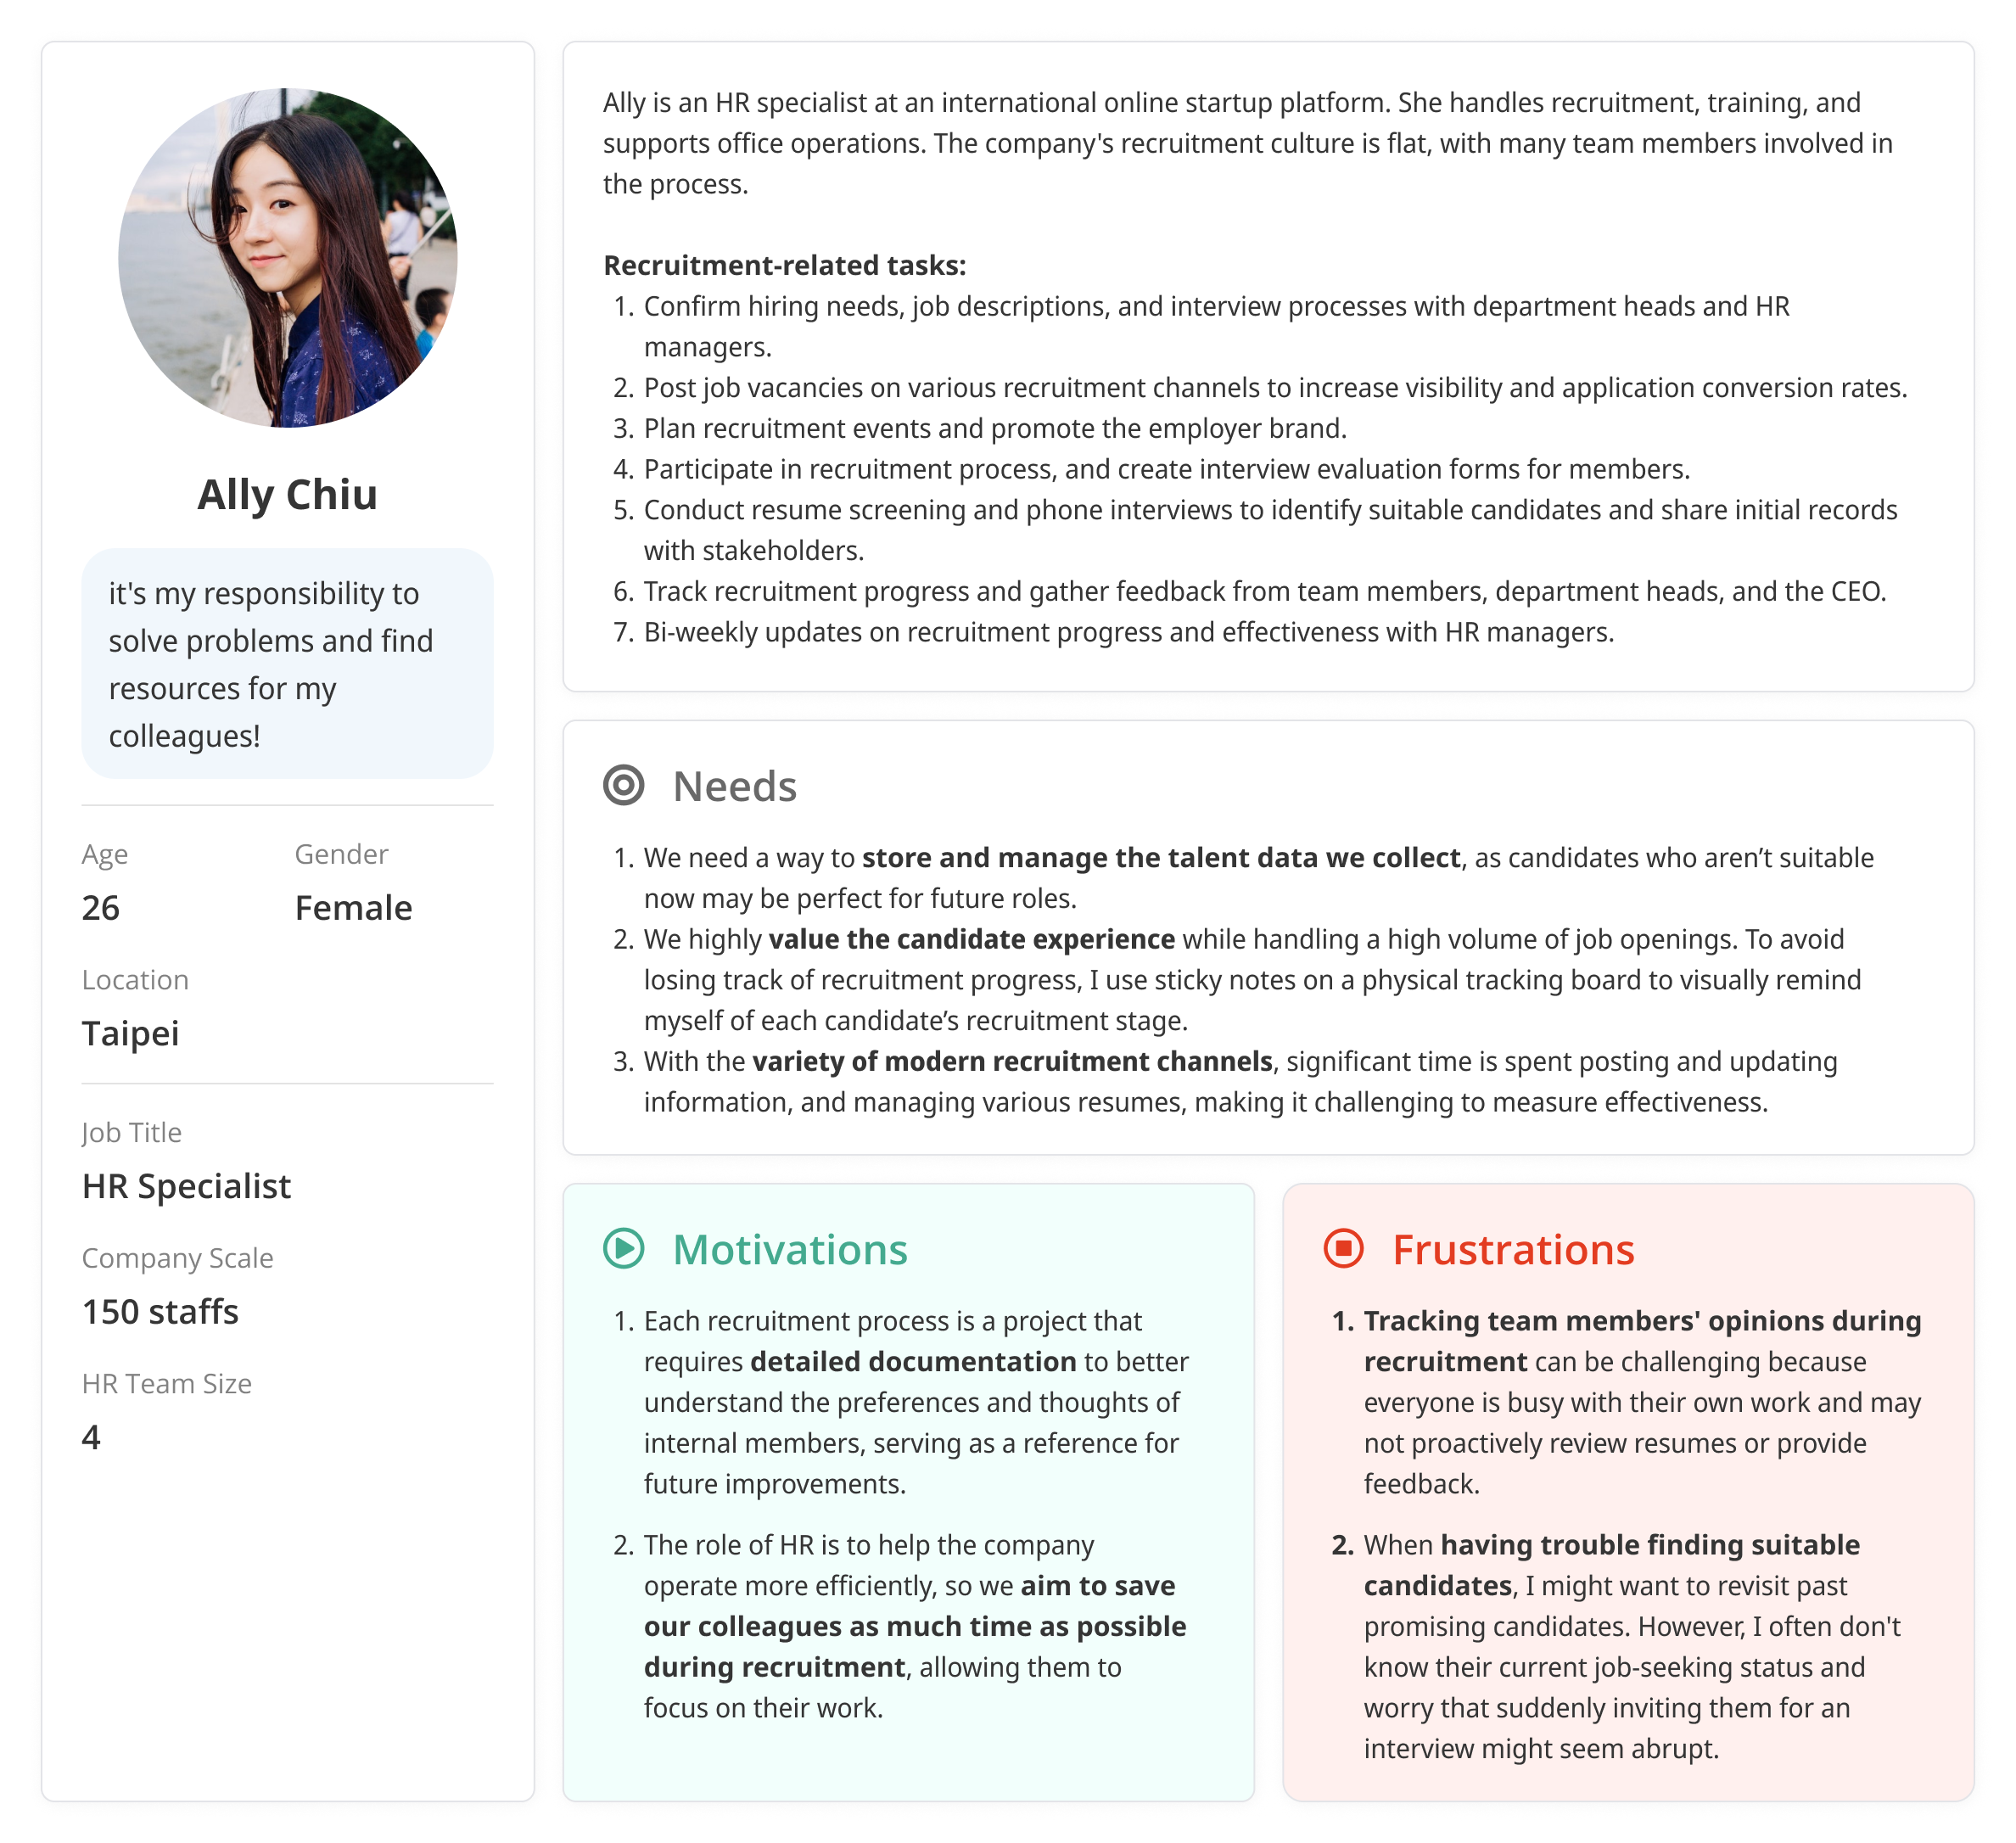 Ally Chiu
it's my responsibility to
solve problems and find
resources for my
colleagues!
Age
26
Gender
Female
Location
Taipei
Job Title
HR Specialist
Company Scale
150 staffs
HR Team Size
4
Ally is an HR specialist at an international online startup platform. She handles recruitment, training, and
supports office operations. The company's recruitment culture is flat, with many team members involved in
the process.
Recruitment-related tasks:
1. Confirm hiring needs, job descriptions, and interview processes with department heads and HR
managers.
2. Post job vacancies on various recruitment channels to increase visibility and application conversion rates.
3. Plan recruitment events and promote the employer brand.
4. Participate in recruitment process, and create interview evaluation forms for members.
5. Conduct resume screening and phone interviews to identify suitable candidates and share initial records
with stakeholders.
6. Track recruitment progress and gather feedback from team members, department heads, and the CEO.
7. Bi-weekly updates on recruitment progress and effectiveness with HR managers.
Needs
1. We need a way to store and manage the talent data we collect, as candidates who aren’t suitable
now may be perfect for future roles.
2. We highly value the candidate experience while handling a high volume of job openings. To avoid
losing track of recruitment progress, I use sticky notes on a physical tracking board to visually remind
myself of each candidate’s recruitment stage.
3. With the variety of modern recruitment channels, significant time is spent posting and updating
information, and managing various resumes, making it challenging to measure effectiveness.
Motivations
1. Each recruitment process is a project that
requires detailed documentation to better
understand the preferences and thoughts of
internal members, serving as a reference for
future improvements.
2. The role of HR is to help the company
operate more efficiently, so we aim to save
our colleagues as much time as possible
during recruitment, allowing them to
focus on their work.
Frustrations
1. Tracking team members' opinions during
recruitment can be challenging because
everyone is busy with their own work and may
not proactively review resumes or provide
feedback.
2. When having trouble finding suitable
candidates, I might want to revisit past
promising candidates. However, I often don't
know their current job-seeking status and
worry that suddenly inviting them for an
interview might seem abrupt.